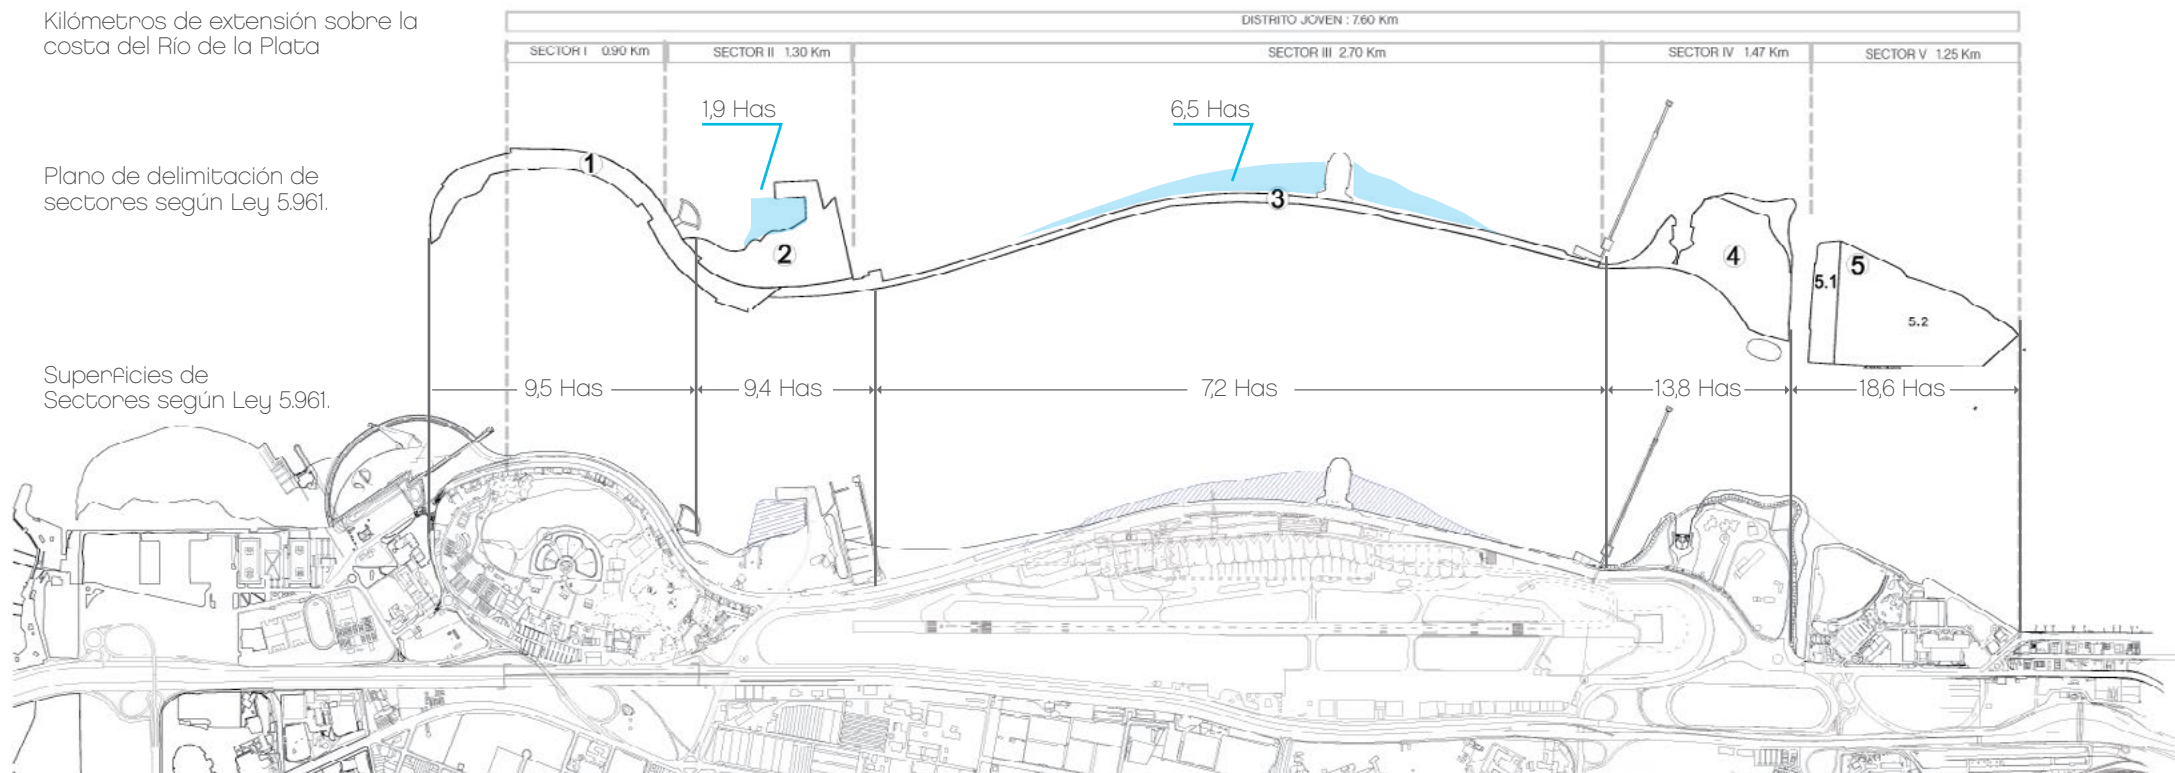 Kilómetros de extensión sobre la
costa del Río de la Plata
DISTRITO JOVEN : 7.60 Km
SECTOR I 0.90 Km
SECTOR II 1.30 Km
SECTOR III 2.70 Km
SECTOR IV 1.47 Km
SECTOR V 1.25 Km
1,9 Has
6,5 Has
Plano de delimitación de
sectores según Ley 5.961.
1
2
3
4
5
5.1
5.2
Superficies de
Sectores según Ley 5.961.
9,5 Has
9,4 Has
7,2 Has
13,8 Has
18,6 Has